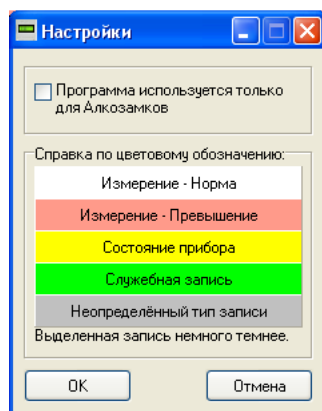 Настройки
Программа используется только
для Алкозамков
Справка по цветовому обозначению:
Измерение - Норма
Измерение - Превышение
Состояние прибора
Служебная запись
Неопределённый тип записи
Выделенная запись немного темнее.
OK
Отмена